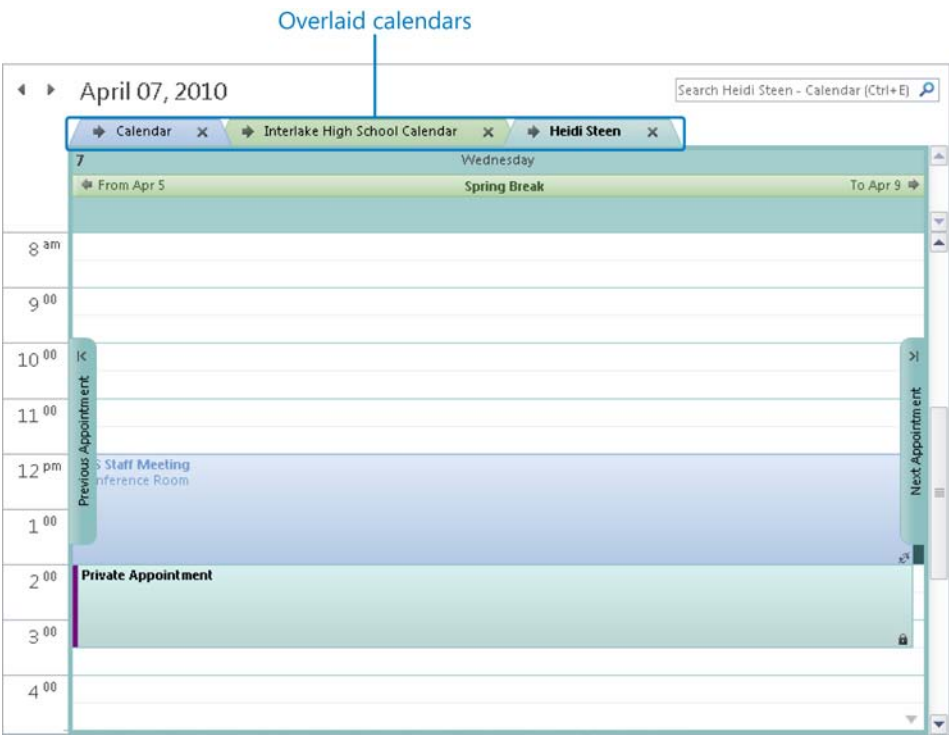 Overlaid calendars
April 07, 2010
Search Heidi Steen - Calendar (Ctrl+E)
Calendar
Interlake High School Calendar
Heidi Steen
7
Wednesday
From Apr 5
Spring Break
To Apr 9
8 am
9 00
10 00
11 00
12 pm
1 00
2 00
3 00
4 00
Previous Appointment
Next Appointment
Staff Meeting
Room
Private Appointment